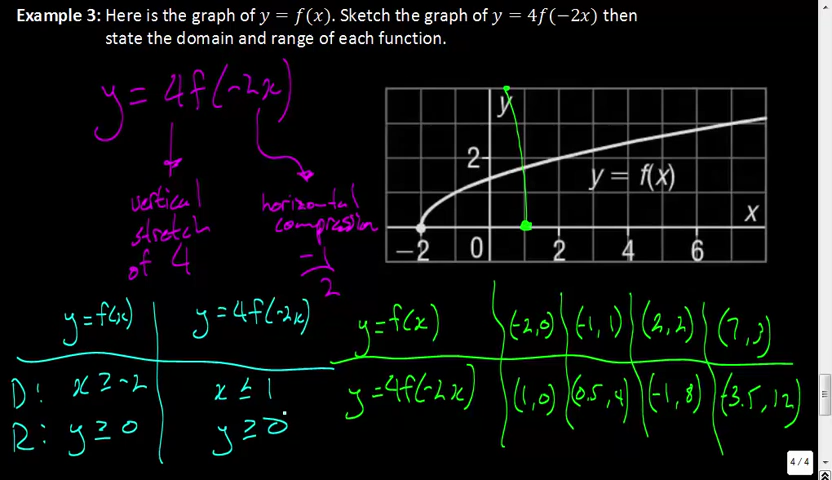 Example 3: Here is the graph of y = f(x). Sketch the graph of y = 4f(−2x) then
state the domain and range of each function.
y = 4f(-2x)
vertical
stretch
of 4
horizontal
compression
-1/2
y
2
y = f(x)
x
−2 0 2 4 6
y=f(x) y=4f(-2x)
D: x ≥ -2 x ≤ 1
R: y ≥ 0 y ≥ 0
y=f(x) (-2,0) (-1,1) (2,2) (7,3)
y=4f(-2x) (1,0) (0.5,4) (-1,8) (-3.5,12)
4/4